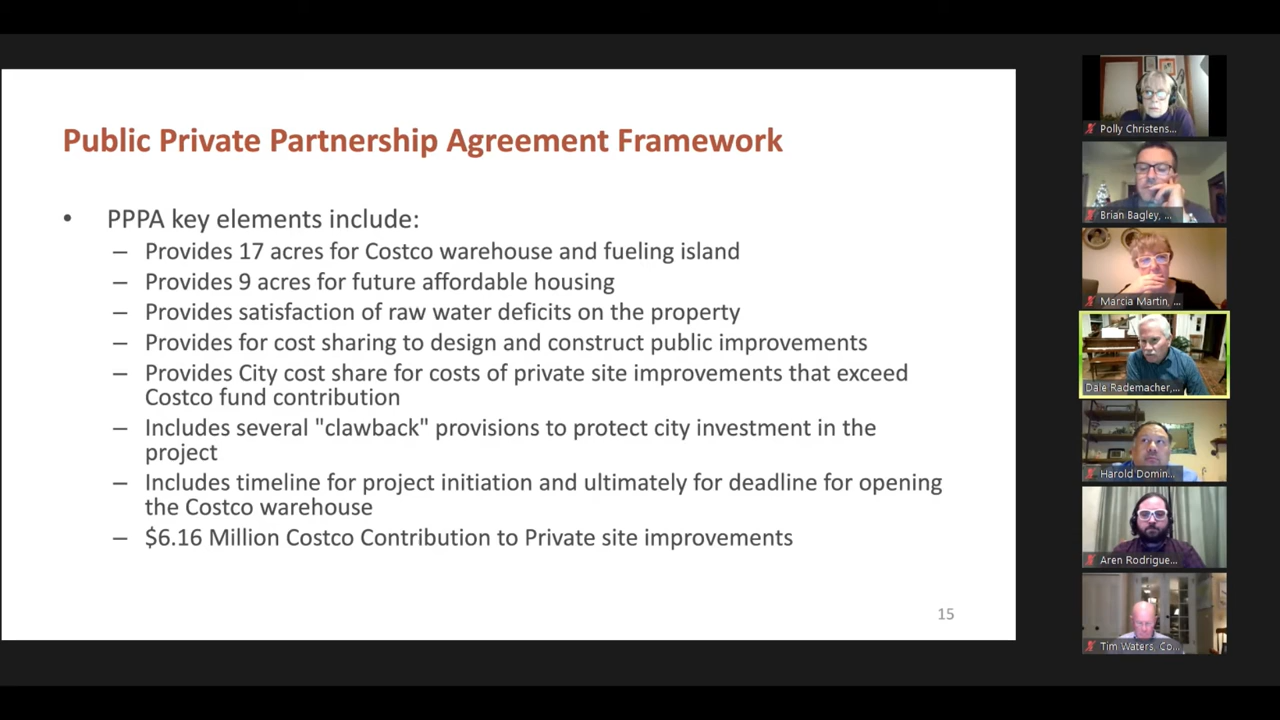 Public Private Partnership Agreement Framework
• PPPA key elements include:
– Provides 17 acres for Costco warehouse and fueling island
– Provides 9 acres for future affordable housing
– Provides satisfaction of raw water deficits on the property
– Provides for cost sharing to design and construct public improvements
– Provides City cost share for costs of private site improvements that exceed
Costco fund contribution
– Includes several "clawback" provisions to protect city investment in the
project
– Includes timeline for project initiation and ultimately for deadline for opening
the Costco warehouse
– $6.16 Million Costco Contribution to Private site improvements
15
Polly Christens...
Brian Bagley, ...
Marcia Martin, ...
Dale Rademacher,...
Harold Domin...
Aren Rodrigue...
Tim Waters, Co...